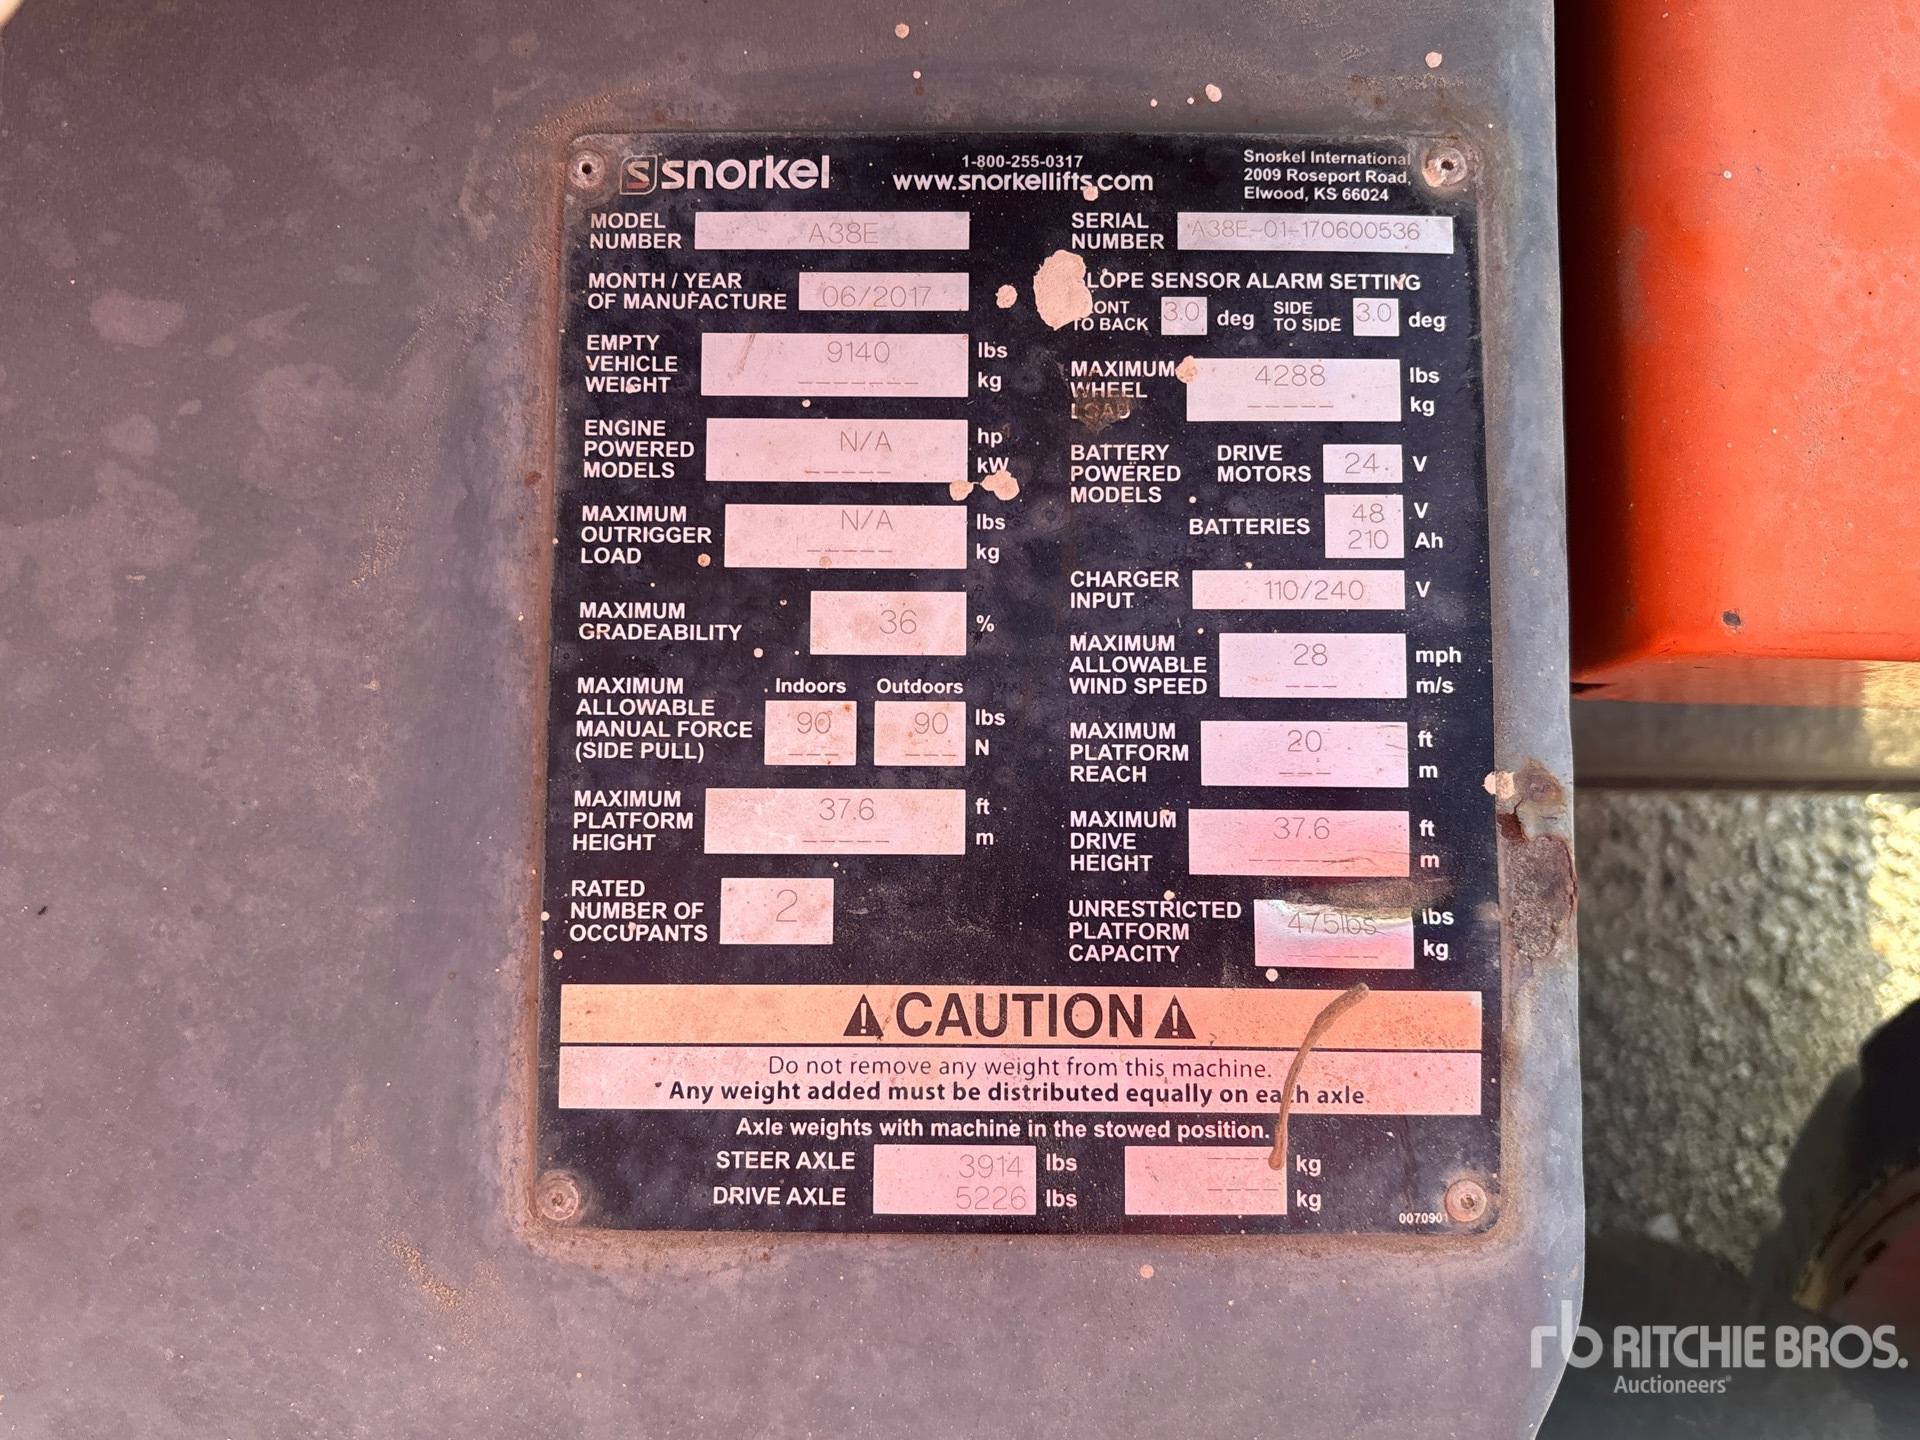 snorkel
1-800-255-0317
www.snorkellifts.com
Snorkel International
2009 Roseport Road,
Elwood, KS 66024
MODEL
NUMBER
A38E
SERIAL
NUMBER
A38E-01-170600536
MONTH / YEAR
OF MANUFACTURE
06/2017
LOPE SENSOR ALARM SETTING
ONT
TO BACK
3.0 deg
SIDE
TO SIDE
3.0 deg
EMPTY
VEHICLE
WEIGHT
9140 lbs
------- kg
MAXIMUM
WHEEL
LOAD
4288 lbs
----- kg
ENGINE
POWERED
MODELS
N/A hp
----- kW
BATTERY
POWERED
MODELS
DRIVE
MOTORS
24 V
BATTERIES
48 V
210 Ah
MAXIMUM
OUTRIGGER
LOAD
N/A lbs
----- kg
CHARGER
INPUT
110/240 V
MAXIMUM
GRADEABILITY
36 %
MAXIMUM
ALLOWABLE
WIND SPEED
28 mph
--- m/s
MAXIMUM
ALLOWABLE
MANUAL FORCE
(SIDE PULL)
Indoors Outdoors
90 90 lbs
--- --- N
MAXIMUM
PLATFORM
REACH
20 ft
--- m
MAXIMUM
PLATFORM
HEIGHT
37.6 ft
----- m
MAXIMUM
DRIVE
HEIGHT
37.6 ft
----- m
RATED
NUMBER OF
OCCUPANTS
2
UNRESTRICTED
PLATFORM
CAPACITY
475lbs lbs
----- kg
CAUTION
Do not remove any weight from this machine.
Any weight added must be distributed equally on each axle.
Axle weights with machine in the stowed position.
STEER AXLE 3914 lbs ---- kg
DRIVE AXLE 5226 lbs ---- kg
0070901
rb RITCHIE BROS.
Auctioneers